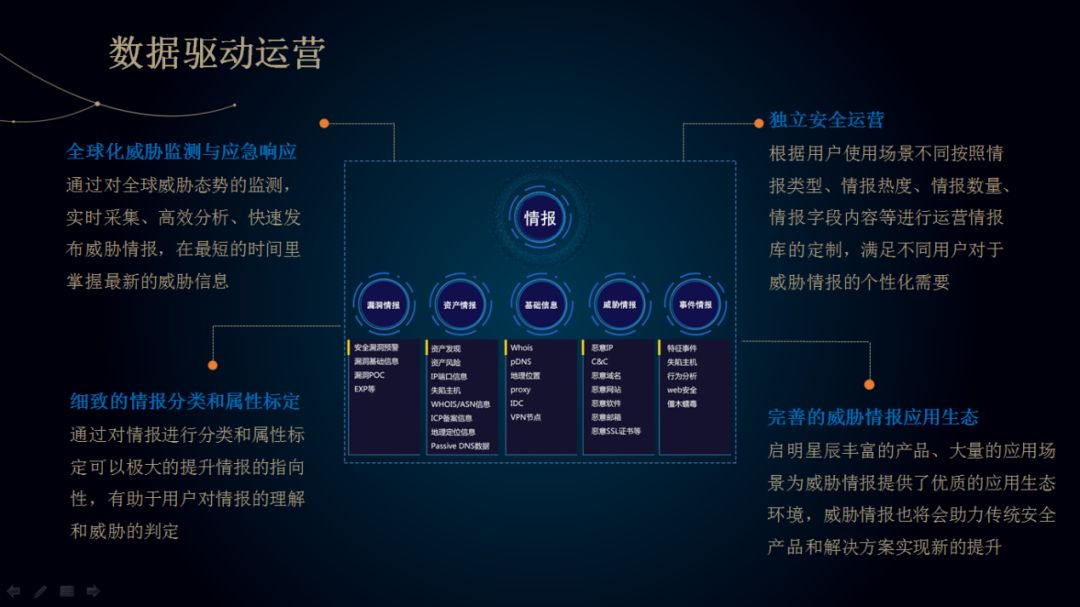 数据驱动运营
全球化威胁监测与应急响应
通过对全球威胁态势的监测，
实时采集、高效分析、快速发
布威胁情报，在最短的时间里
掌握最新的威胁信息
细致的情报分类和属性标定
通过对情报进行分类和属性标
定可以极大的提升情报的指向
性，有助于用户对情报的理解
和威胁的判定
情报
漏洞情报
资产情报
基础信息
威胁情报
事件情报
安全漏洞预警
漏洞基础信息
漏洞POC
EXP等
资产发现
资产风险
IP端口信息
失陷主机
WHOIS/ASN信息
ICP备案信息
地理定位信息
Passive DNS数据
Whois
pDNS
地理位置
proxy
IDC
VPN节点
恶意IP
C&C
恶意域名
恶意网站
恶意软件
恶意邮箱
恶意SSL证书等
特征事件
失陷主机
行为分析
web安全
僵木蠕毒
独立安全运营
根据用户使用场景不同按照情
报类型、情报热度、情报数量、
情报字段内容等进行运营情报
库的定制，满足不同用户对于
威胁情报的个性化需要
完善的威胁情报应用生态
启明星辰丰富的产品、大量的应用场
景为威胁情报提供了优质的应用生态
环境，威胁情报也将会助力传统安全
产品和解决方案实现新的提升